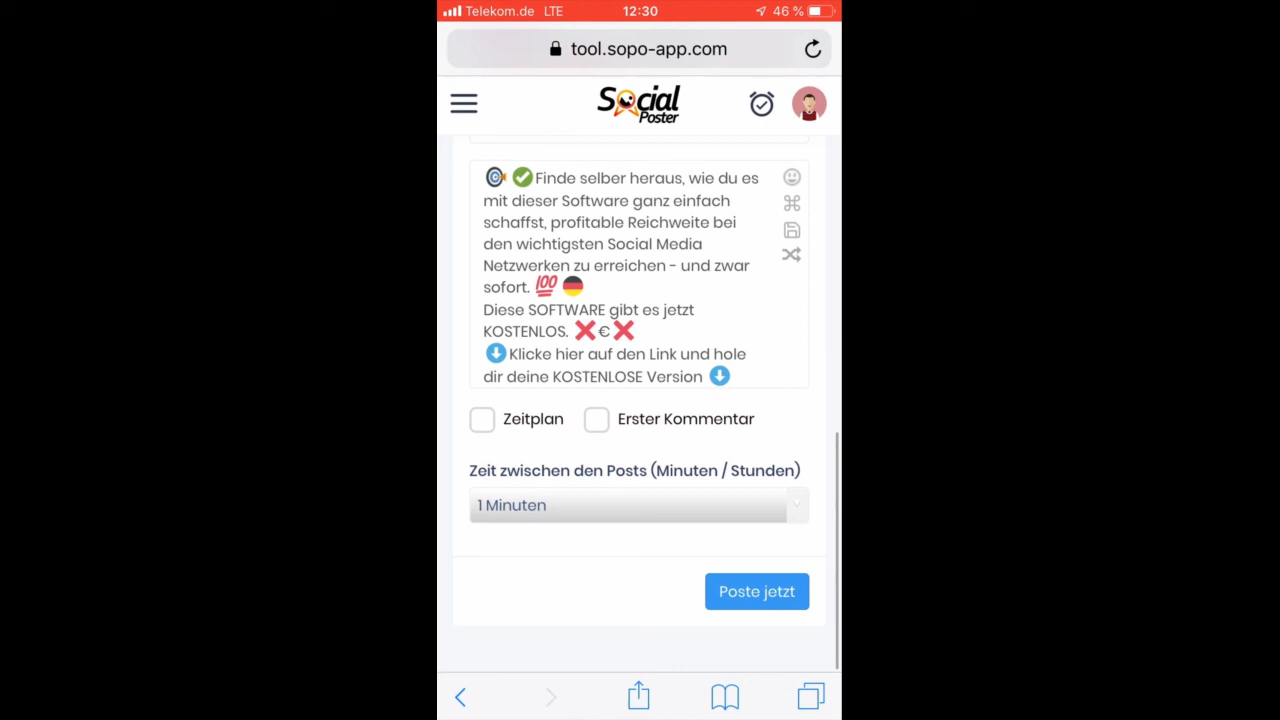 Telekom.de LTE 12:30 46 %
tool.sopo-app.com
Social
Poster
🎯 ✅Finde selber heraus, wie du es
mit dieser Software ganz einfach
schaffst, profitable Reichweite bei
den wichtigsten Social Media
Netzwerken zu erreichen - und zwar
sofort. 💯 🇩🇪
Diese SOFTWARE gibt es jetzt
KOSTENLOS. ❌€❌
⬇️Klicke hier auf den Link und hole
dir deine KOSTENLOSE Version ⬇️
Zeitplan Erster Kommentar
Zeit zwischen den Posts (Minuten / Stunden)
1 Minuten
Poste jetzt